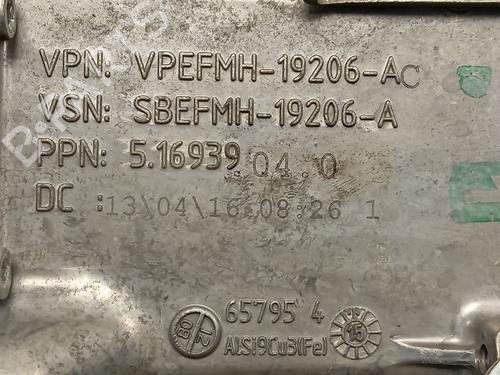 VPN: VPEFMH-19206-AC
VSN: SBEFMH-19206-A
PPN: 5.16939.04.0
DC :13\04\16 08:26 1
65795 4
AlSi9Cu3(Fe)
15